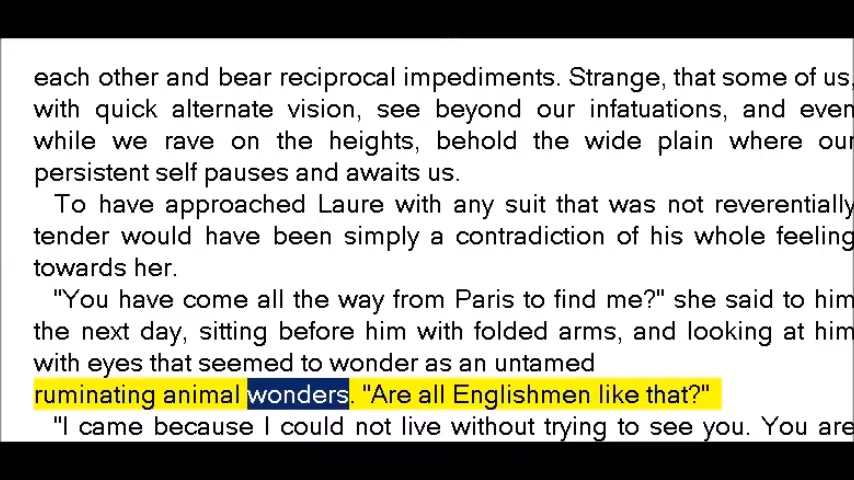 each other and bear reciprocal impediments. Strange, that some of us,
with quick alternate vision, see beyond our infatuations, and even
while we rave on the heights, behold the wide plain where our
persistent self pauses and awaits us.
To have approached Laure with any suit that was not reverentially
tender would have been simply a contradiction of his whole feeling
towards her.
"You have come all the way from Paris to find me?" she said to him
the next day, sitting before him with folded arms, and looking at him
with eyes that seemed to wonder as an untamed
ruminating animal wonders. "Are all Englishmen like that?"
"I came because I could not live without trying to see you. You are